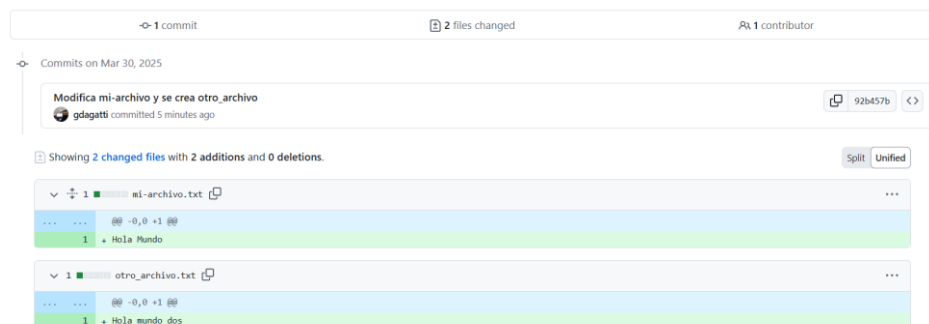 1 commit
2 files changed
1 contributor
Commits on Mar 30, 2025
Modifica mi-archivo y se crea otro_archivo
92b457b
gdagatti committed 5 minutes ago
Showing 2 changed files with 2 additions and 0 deletions.
Split Unified
1 mi-archivo.txt
... ... @@ -0,0 +1 @@
1 + Hola Mundo
1 otro_archivo.txt
... ... @@ -0,0 +1 @@
1 + Hola mundo dos